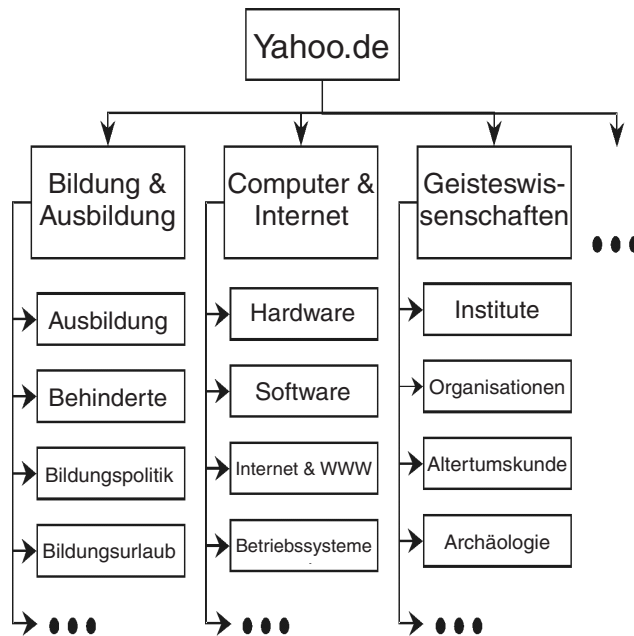 Yahoo.de
Bildung &
Ausbildung
Ausbildung
Behinderte
Bildungspolitik
Bildungsurlaub
Computer &
Internet
Hardware
Software
Internet & WWW
Betriebssysteme
Geisteswis-
senschaften
Institute
Organisationen
Altertumskunde
Archäologie